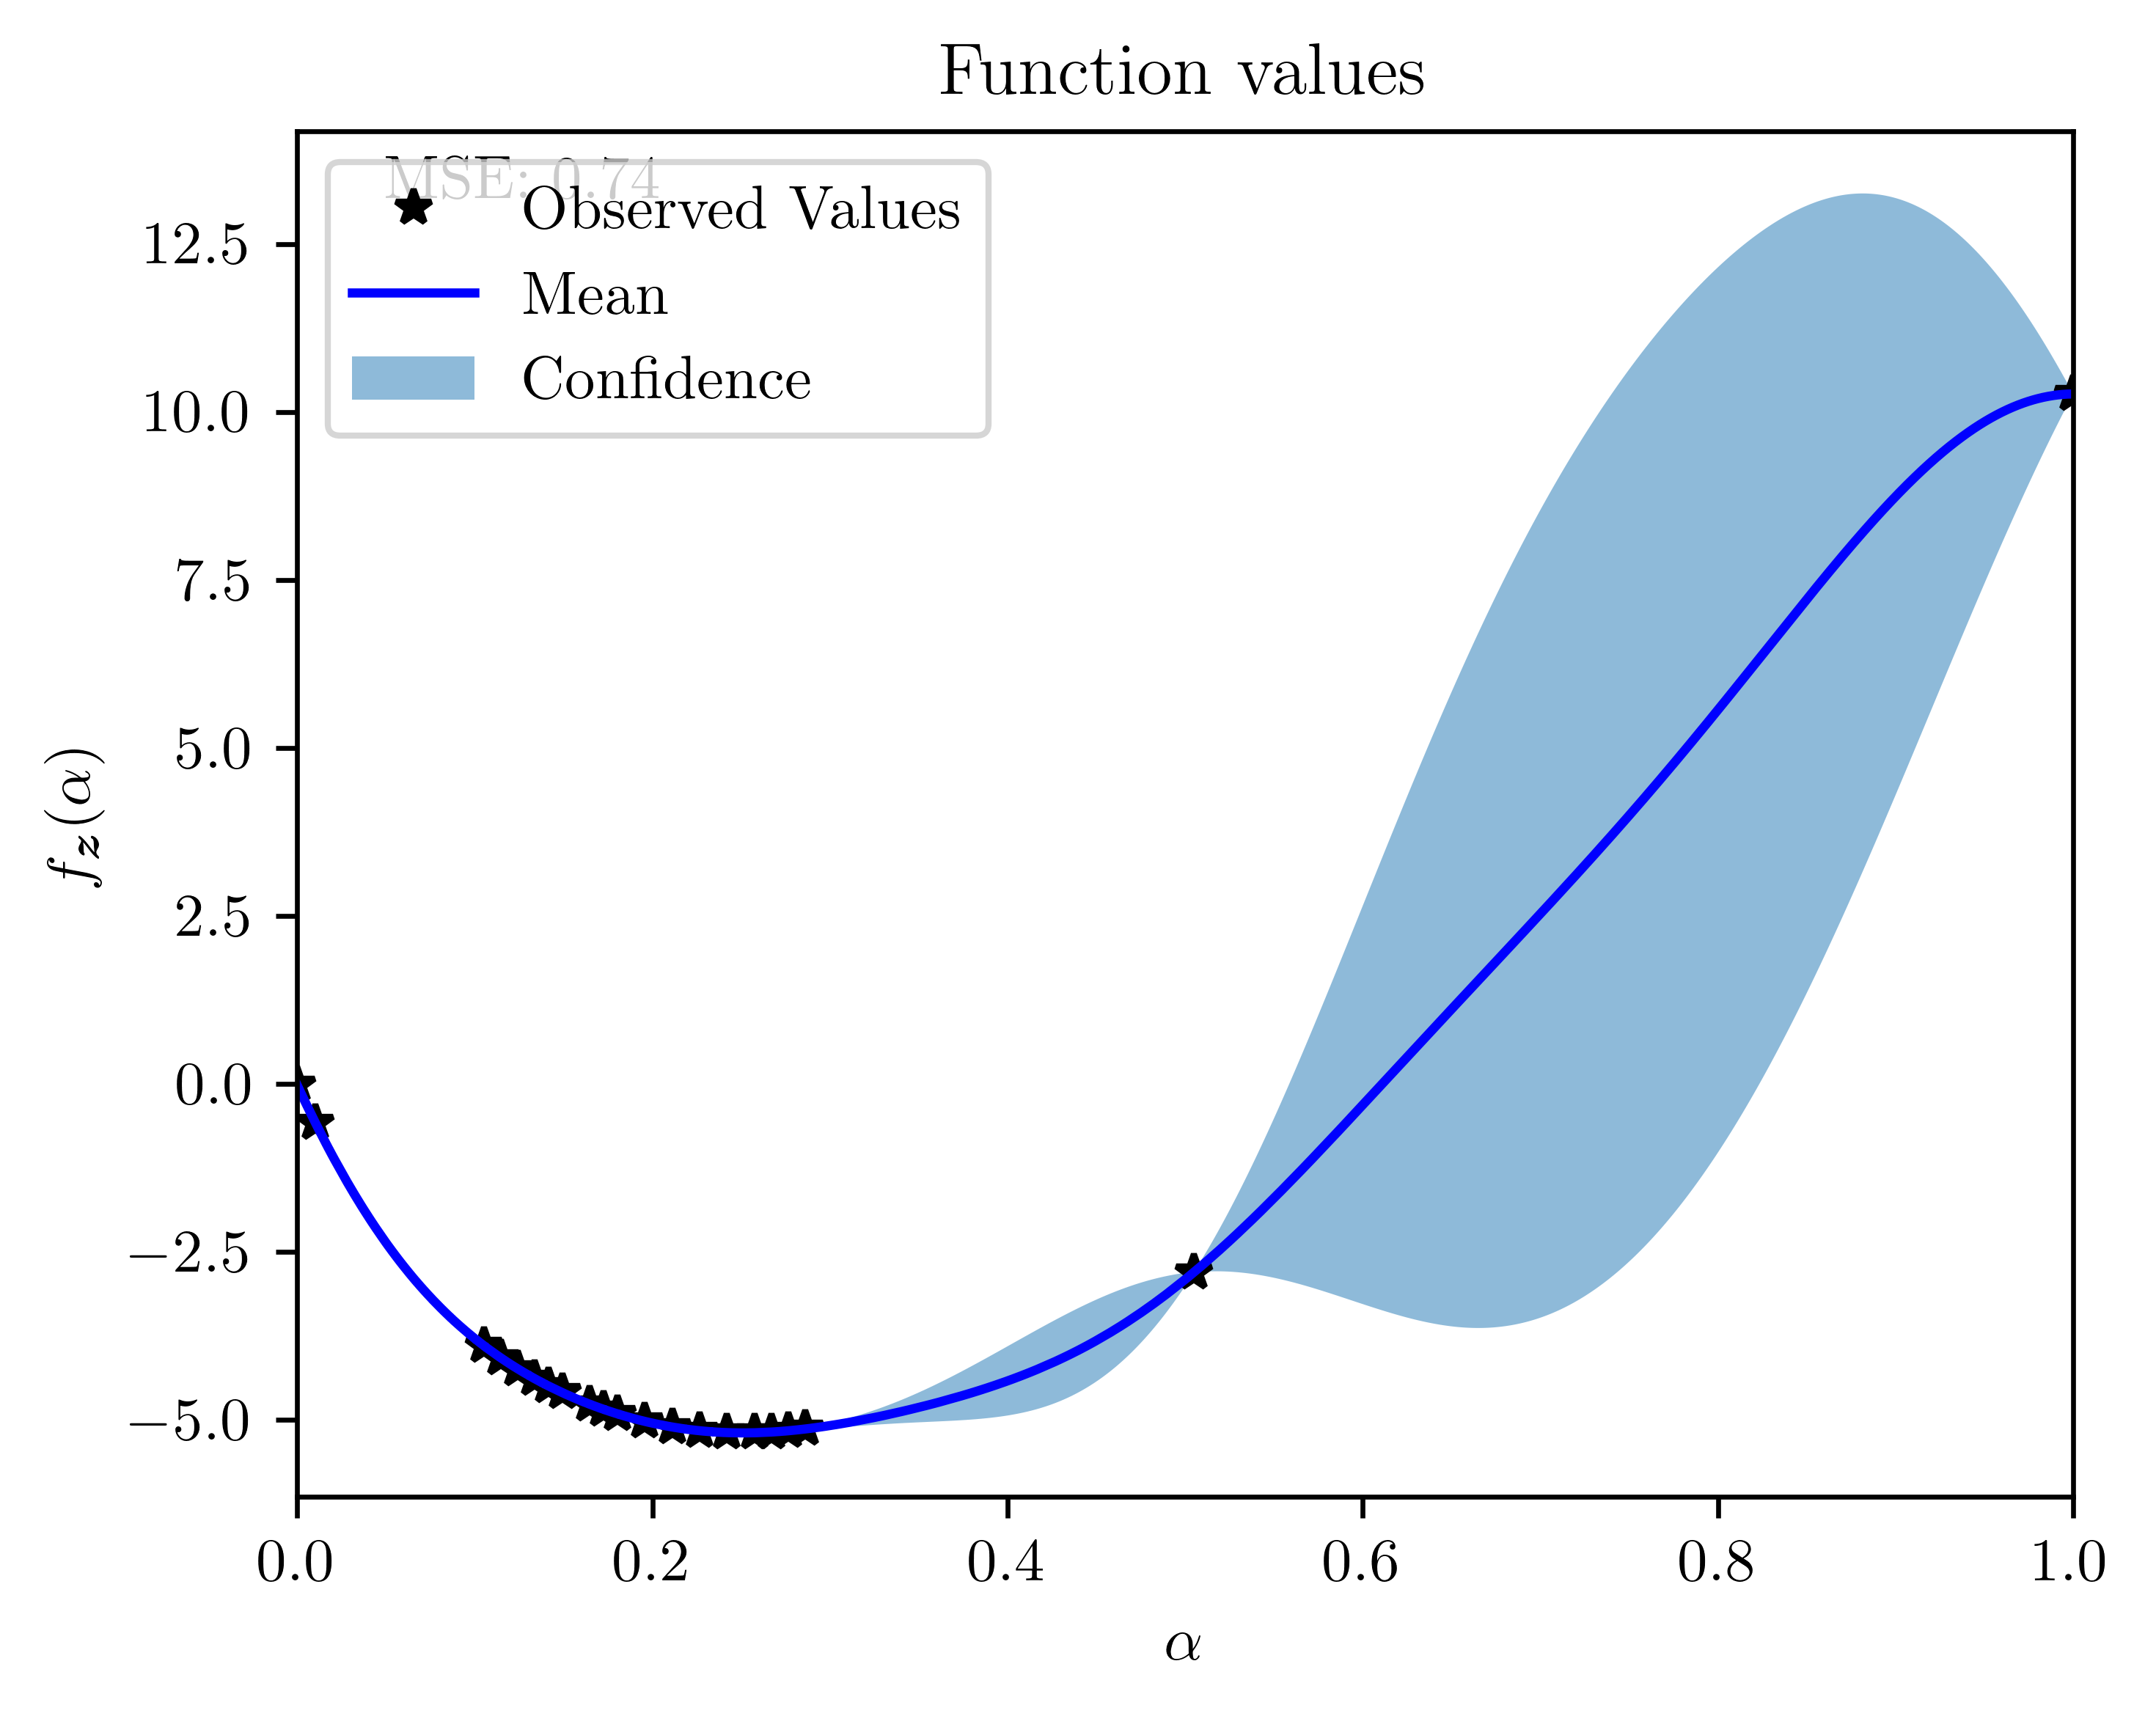 Function values
MSE: 0.74
Observed Values
Mean
Confidence
12.5
10.0
7.5
5.0
2.5
0.0
−2.5
−5.0
f_z(α)
0.0 0.2 0.4 0.6 0.8 1.0
α